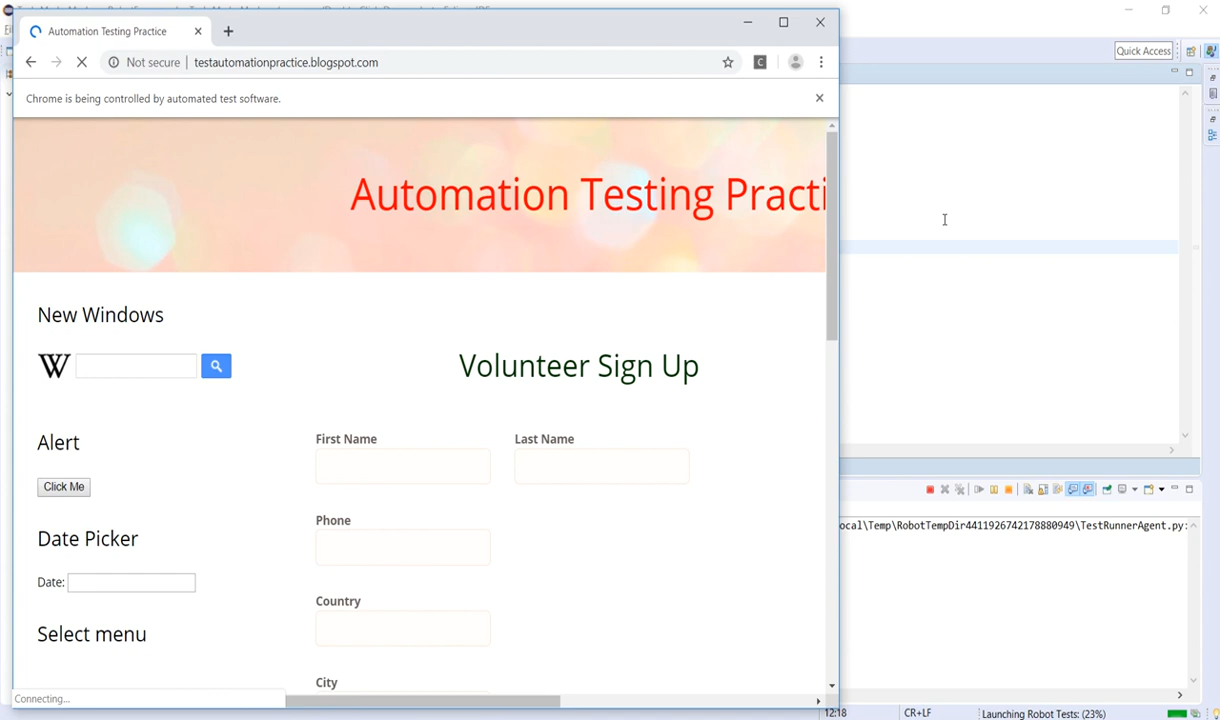 Automation Testing Practice
Not secure | testautomationpractice.blogspot.com
C
Chrome is being controlled by automated test software.
Automation Testing Practi
New Windows
W
Volunteer Sign Up
Alert
Click Me
Date Picker
Date:
Select menu
First Name
Last Name
Phone
Country
City
Connecting...
Quick Access
ocal\Temp\RobotTempDir4411926742178880949\TestRunnerAgent.py:
12:18
CR+LF
Launching Robot Tests: (23%)